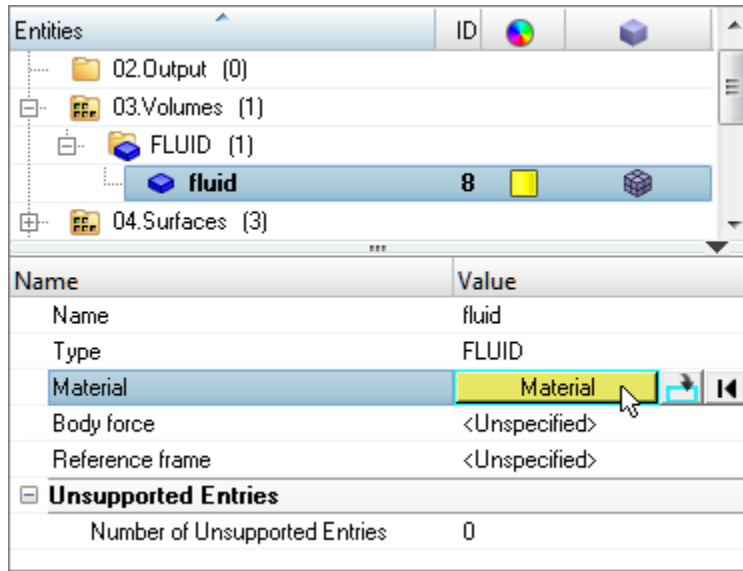 Entities ID
02.Output (0)
03.Volumes (1)
FLUID (1)
fluid 8
04.Surfaces (3)
Name Value
Name fluid
Type FLUID
Material Material
Body force <Unspecified>
Reference frame <Unspecified>
Unsupported Entries
Number of Unsupported Entries 0